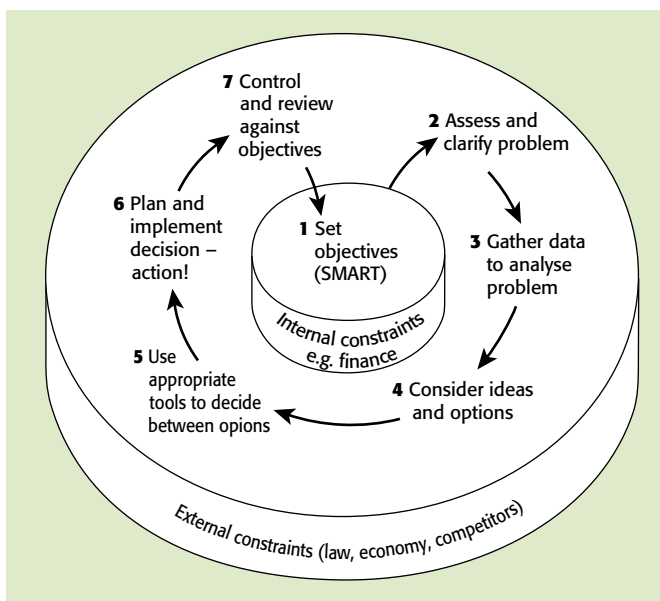 1 Set
objectives
(SMART)
2 Assess and
clarify problem
3 Gather data
to analyse
problem
4 Consider ideas
and options
5 Use
appropriate
tools to decide
between opions
6 Plan and
implement
decision –
action!
7 Control
and review
against
objectives
Internal constraints
e.g. finance
External constraints (law, economy, competitors)